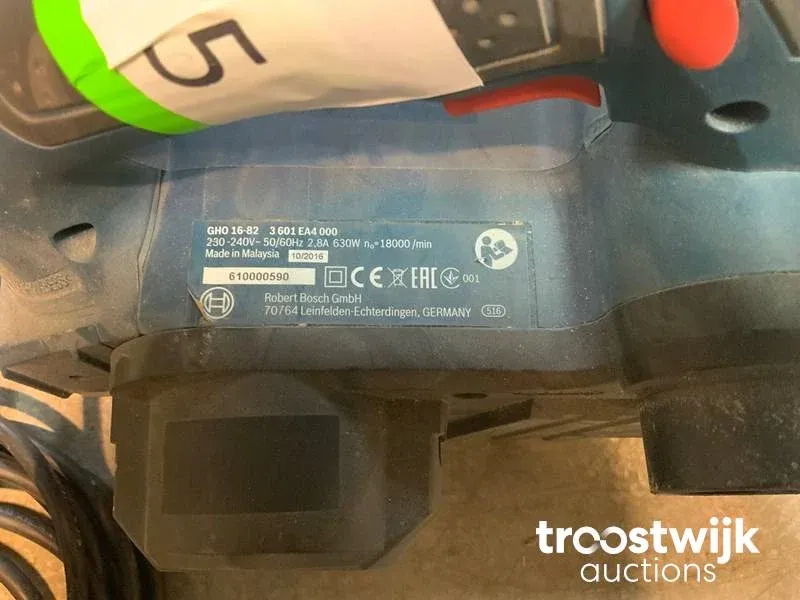 5
GHO 16-82 3 601 EA4 000
230-240V~ 50/60Hz 2,8A 630W n₀=18000/min
Made in Malaysia 10/2016
610000590 CE EAC 001
Robert Bosch GmbH
70764 Leinfelden-Echterdingen, GERMANY 516
troostwijk
auctions